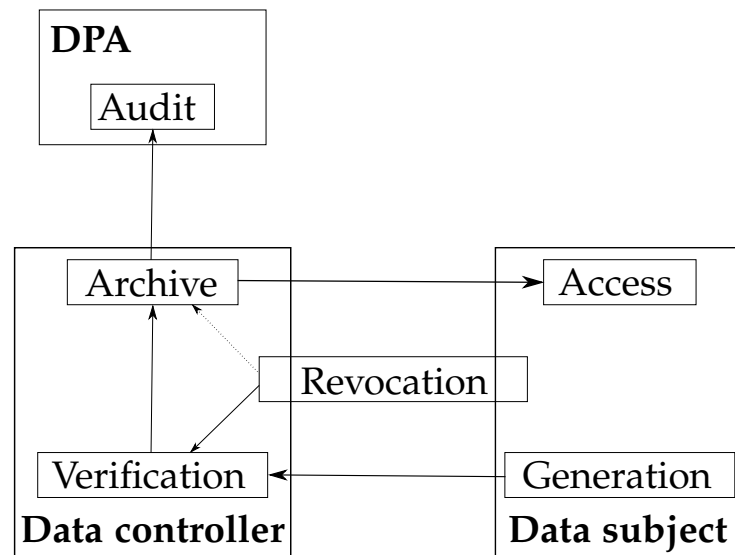 DPA
Audit
Archive
Access
Revocation
Verification
Generation
Data controller
Data subject